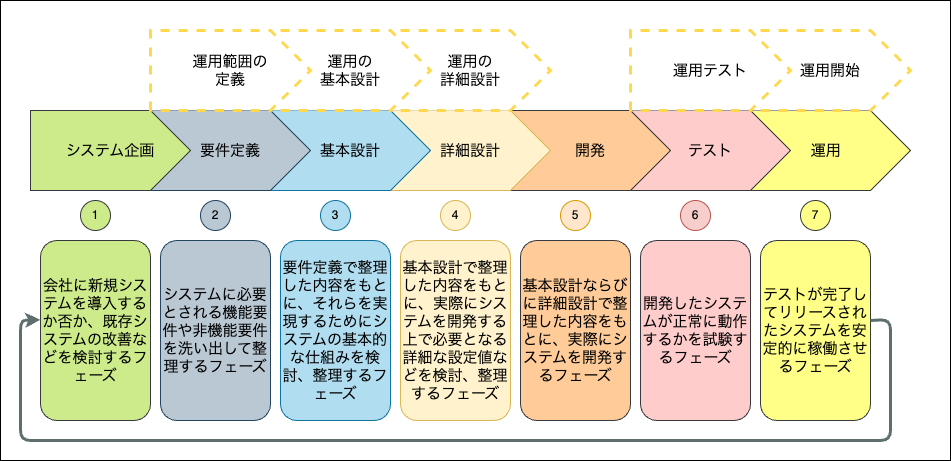 運用範囲の
定義
運用の
基本設計
運用の
詳細設計
運用テスト
運用開始
システム企画
要件定義
基本設計
詳細設計
開発
テスト
運用
1
2
3
4
5
6
7
会社に新規シス
テムを導入する
か否か、既存シ
ステムの改善な
どを検討するフ
ェーズ
システムに必要
とされる機能要
件や非機能要件
を洗い出して整
理するフェーズ
要件定義で整理
した内容をもと
に、それらを実
現するためにシ
ステムの基本的
な仕組みを検
討、整理するフ
ェーズ
基本設計で整理
した内容をもと
に、実際にシス
テムを開発する
上で必要となる
詳細な設定値な
どを検討、整理
するフェーズ
基本設計ならび
に詳細設計で整
理した内容をも
とに、実際にシ
ステムを開発す
るフェーズ
開発したシステ
ムが正常に動作
するかを試験す
るフェーズ
テストが完了し
てリリースされ
たシステムを安
定的に稼働させ
るフェーズ